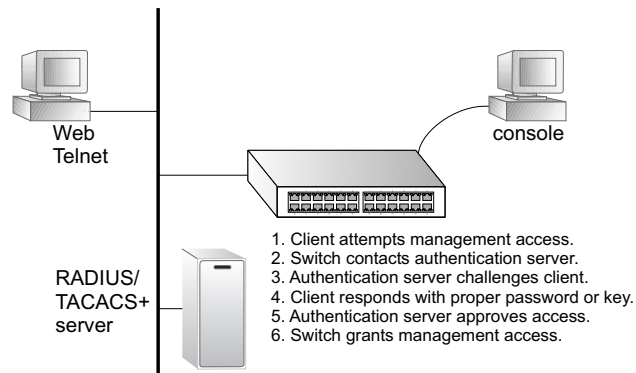 Web
Telnet
console
RADIUS/
TACACS+
server
1. Client attempts management access.
2. Switch contacts authentication server.
3. Authentication server challenges client.
4. Client responds with proper password or key.
5. Authentication server approves access.
6. Switch grants management access.